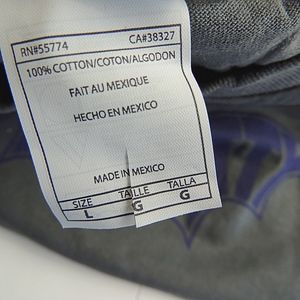 RN#55774 CA#38327
100% COTTON/COTON/ALGODON
FAIT AU MEXIQUE
HECHO EN MEXICO
MADE IN MEXICO
SIZE TAILLE TALLA
L G G